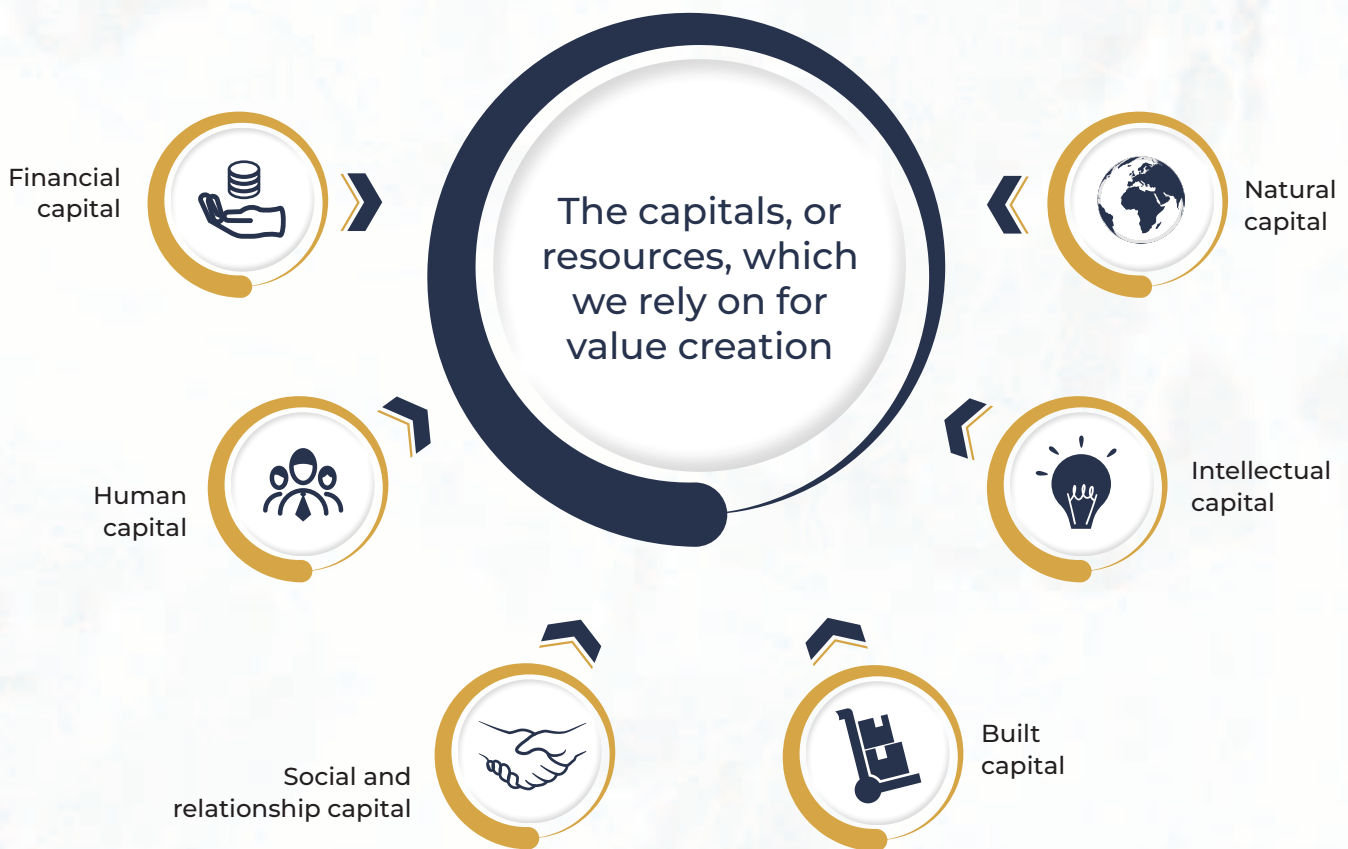 The capitals, or
resources, which
we rely on for
value creation
Financial
capital
Human
capital
Social and
relationship capital
Built
capital
Intellectual
capital
Natural
capital